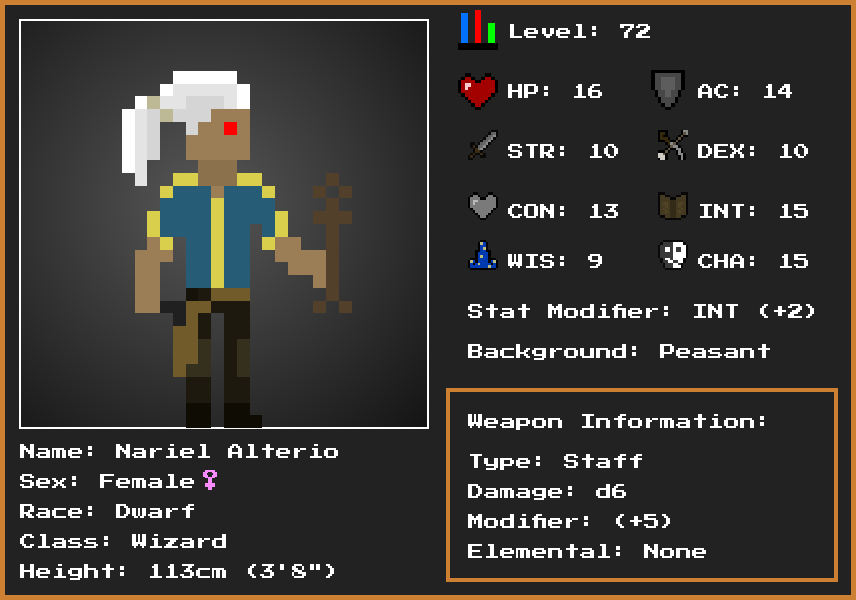 Level: 72
HP: 16
AC: 14
STR: 10
DEX: 10
CON: 13
INT: 15
WIS: 9
CHA: 15
Stat Modifier: INT (+2)
Background: Peasant
Weapon Information:
Type: Staff
Damage: d6
Modifier: (+5)
Elemental: None
Name: Nariel Alterio
Sex: Female♀
Race: Dwarf
Class: Wizard
Height: 113cm (3'8")